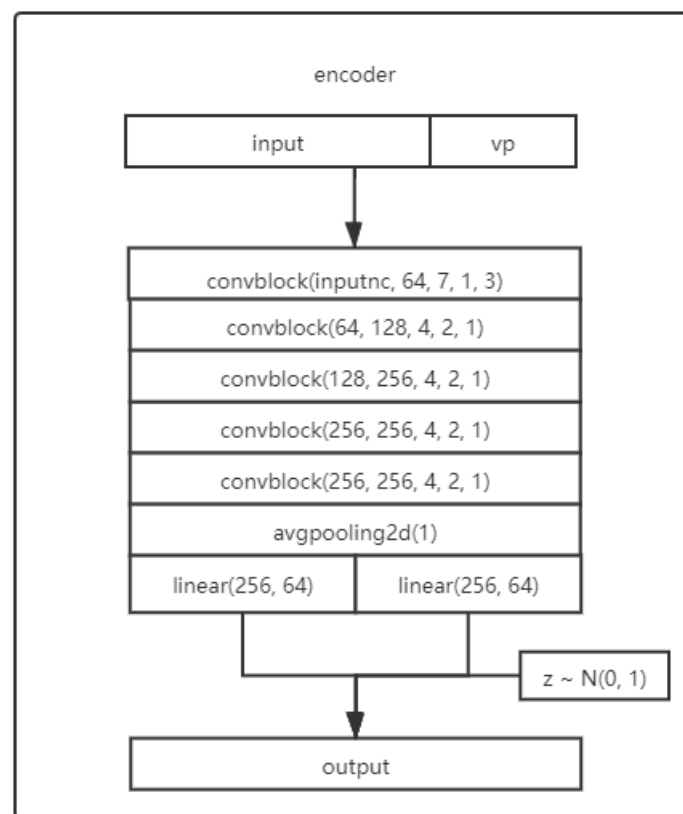 encoder
input
vp
convblock(inputnc, 64, 7, 1, 3)
convblock(64, 128, 4, 2, 1)
convblock(128, 256, 4, 2, 1)
convblock(256, 256, 4, 2, 1)
convblock(256, 256, 4, 2, 1)
avgpooling2d(1)
linear(256, 64)
linear(256, 64)
z ~ N(0, 1)
output